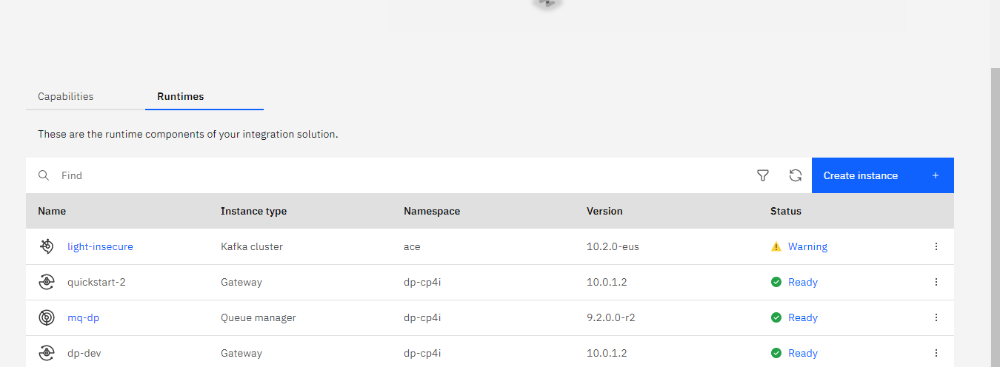 Capabilities Runtimes
These are the runtime components of your integration solution.
Find Create instance +
Name Instance type Namespace Version Status
light-insecure Kafka cluster ace 10.2.0-eus Warning
quickstart-2 Gateway dp-cp4i 10.0.1.2 Ready
mq-dp Queue manager dp-cp4i 9.2.0.0-r2 Ready
dp-dev Gateway dp-cp4i 10.0.1.2 Ready